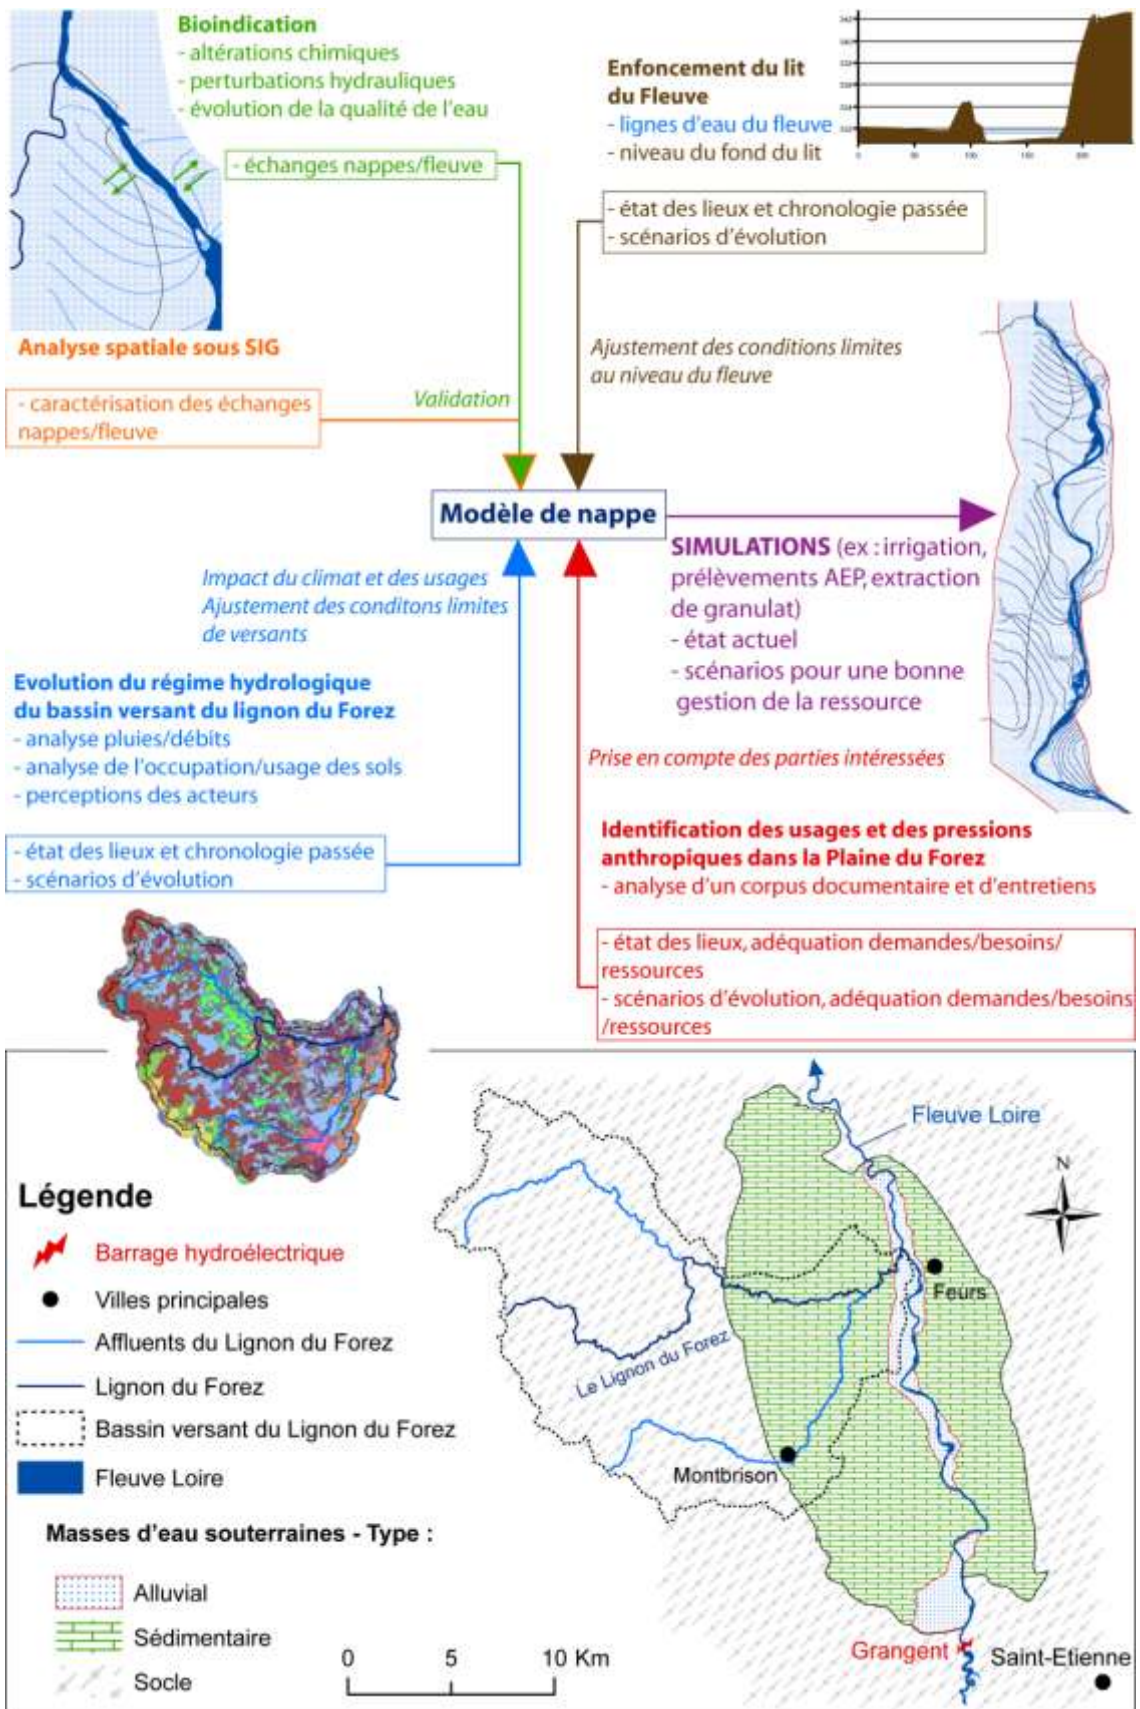 Bioindication
- altérations chimiques
- perturbations hydrauliques
- évolution de la qualité de l'eau
- échanges nappes/fleuve
Enfoncement du lit
du Fleuve
- lignes d'eau du fleuve
- niveau du fond du lit
0
50
100
150
200
- état des lieux et chronologie passée
- scénarios d'évolution
Analyse spatiale sous SIG
- caractérisation des échanges
nappes/fleuve
Validation
Ajustement des conditions limites
au niveau du fleuve
Modèle de nappe
SIMULATIONS (ex : irrigation,
prélèvements AEP, extraction
de granulat)
- état actuel
- scénarios pour une bonne
gestion de la ressource
Impact du climat et des usages
Ajustement des conditons limites
de versants
Evolution du régime hydrologique
du bassin versant du lignon du Forez
- analyse pluies/débits
- analyse de l'occupation/usage des sols
- perceptions des acteurs
- état des lieux et chronologie passée
- scénarios d'évolution
Prise en compte des parties intéressées
Identification des usages et des pressions
anthropiques dans la Plaine du Forez
- analyse d'un corpus documentaire et d'entretiens
- état des lieux, adéquation demandes/besoins/
ressources
- scénarios d'évolution, adéquation demandes/besoins
/ressources
Fleuve Loire
N
Feurs
Le Lignon du Forez
Montbrison
Grangent
Saint-Etienne
Légende
Barrage hydroélectrique
Villes principales
Affluents du Lignon du Forez
Lignon du Forez
Bassin versant du Lignon du Forez
Fleuve Loire
Masses d'eau souterraines - Type :
Alluvial
Sédimentaire
Socle
0 5 10 Km